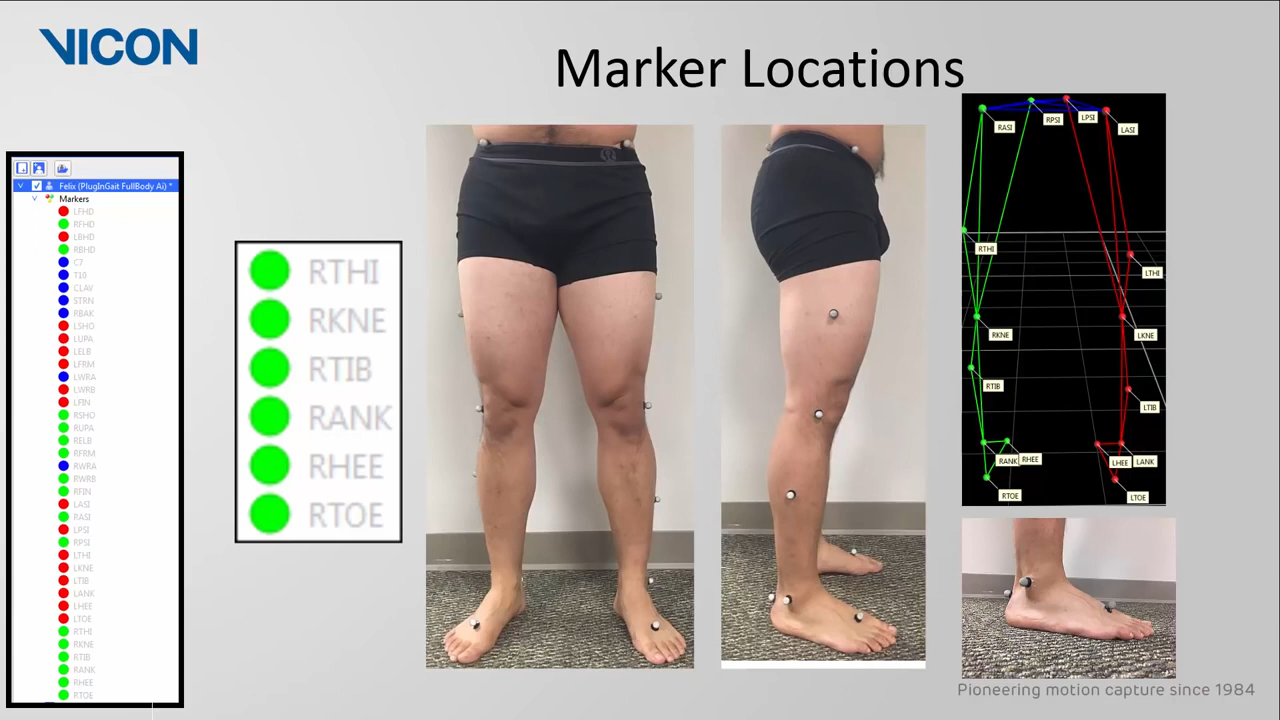 VICON
Marker Locations
Felix (PlugInGait FullBody Ai) *
Markers
LFHD
RFHD
LBHD
RBHD
C7
T10
CLAV
STRN
RBAK
LSHO
LUPA
LELB
LFRM
LWRA
LWRB
LFIN
RSHO
RUPA
RELB
RFRM
RWRA
RWRB
RFIN
LASI
RASI
LPSI
RPSI
LTHI
LKNE
LTIB
LANK
LHEE
LTOE
RTHI
RKNE
RTIB
RANK
RHEE
RTOE
RTHI
RKNE
RTIB
RANK
RHEE
RTOE
RASI
RPSI
LPSI
LASI
RTHI
LTHI
RKNE
LKNE
RTIB
LTIB
RANK
RHEE
LHEE
LANK
RTOE
LTOE
Pioneering motion capture since 1984